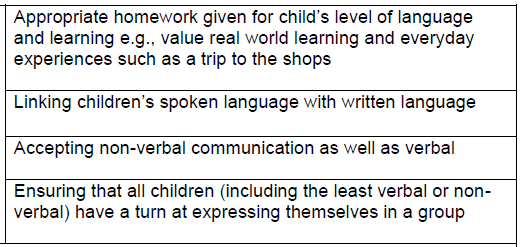 Appropriate homework given for child’s level of language
and learning e.g., value real world learning and everyday
experiences such as a trip to the shops
Linking children’s spoken language with written language
Accepting non-verbal communication as well as verbal
Ensuring that all children (including the least verbal or non-
verbal) have a turn at expressing themselves in a group